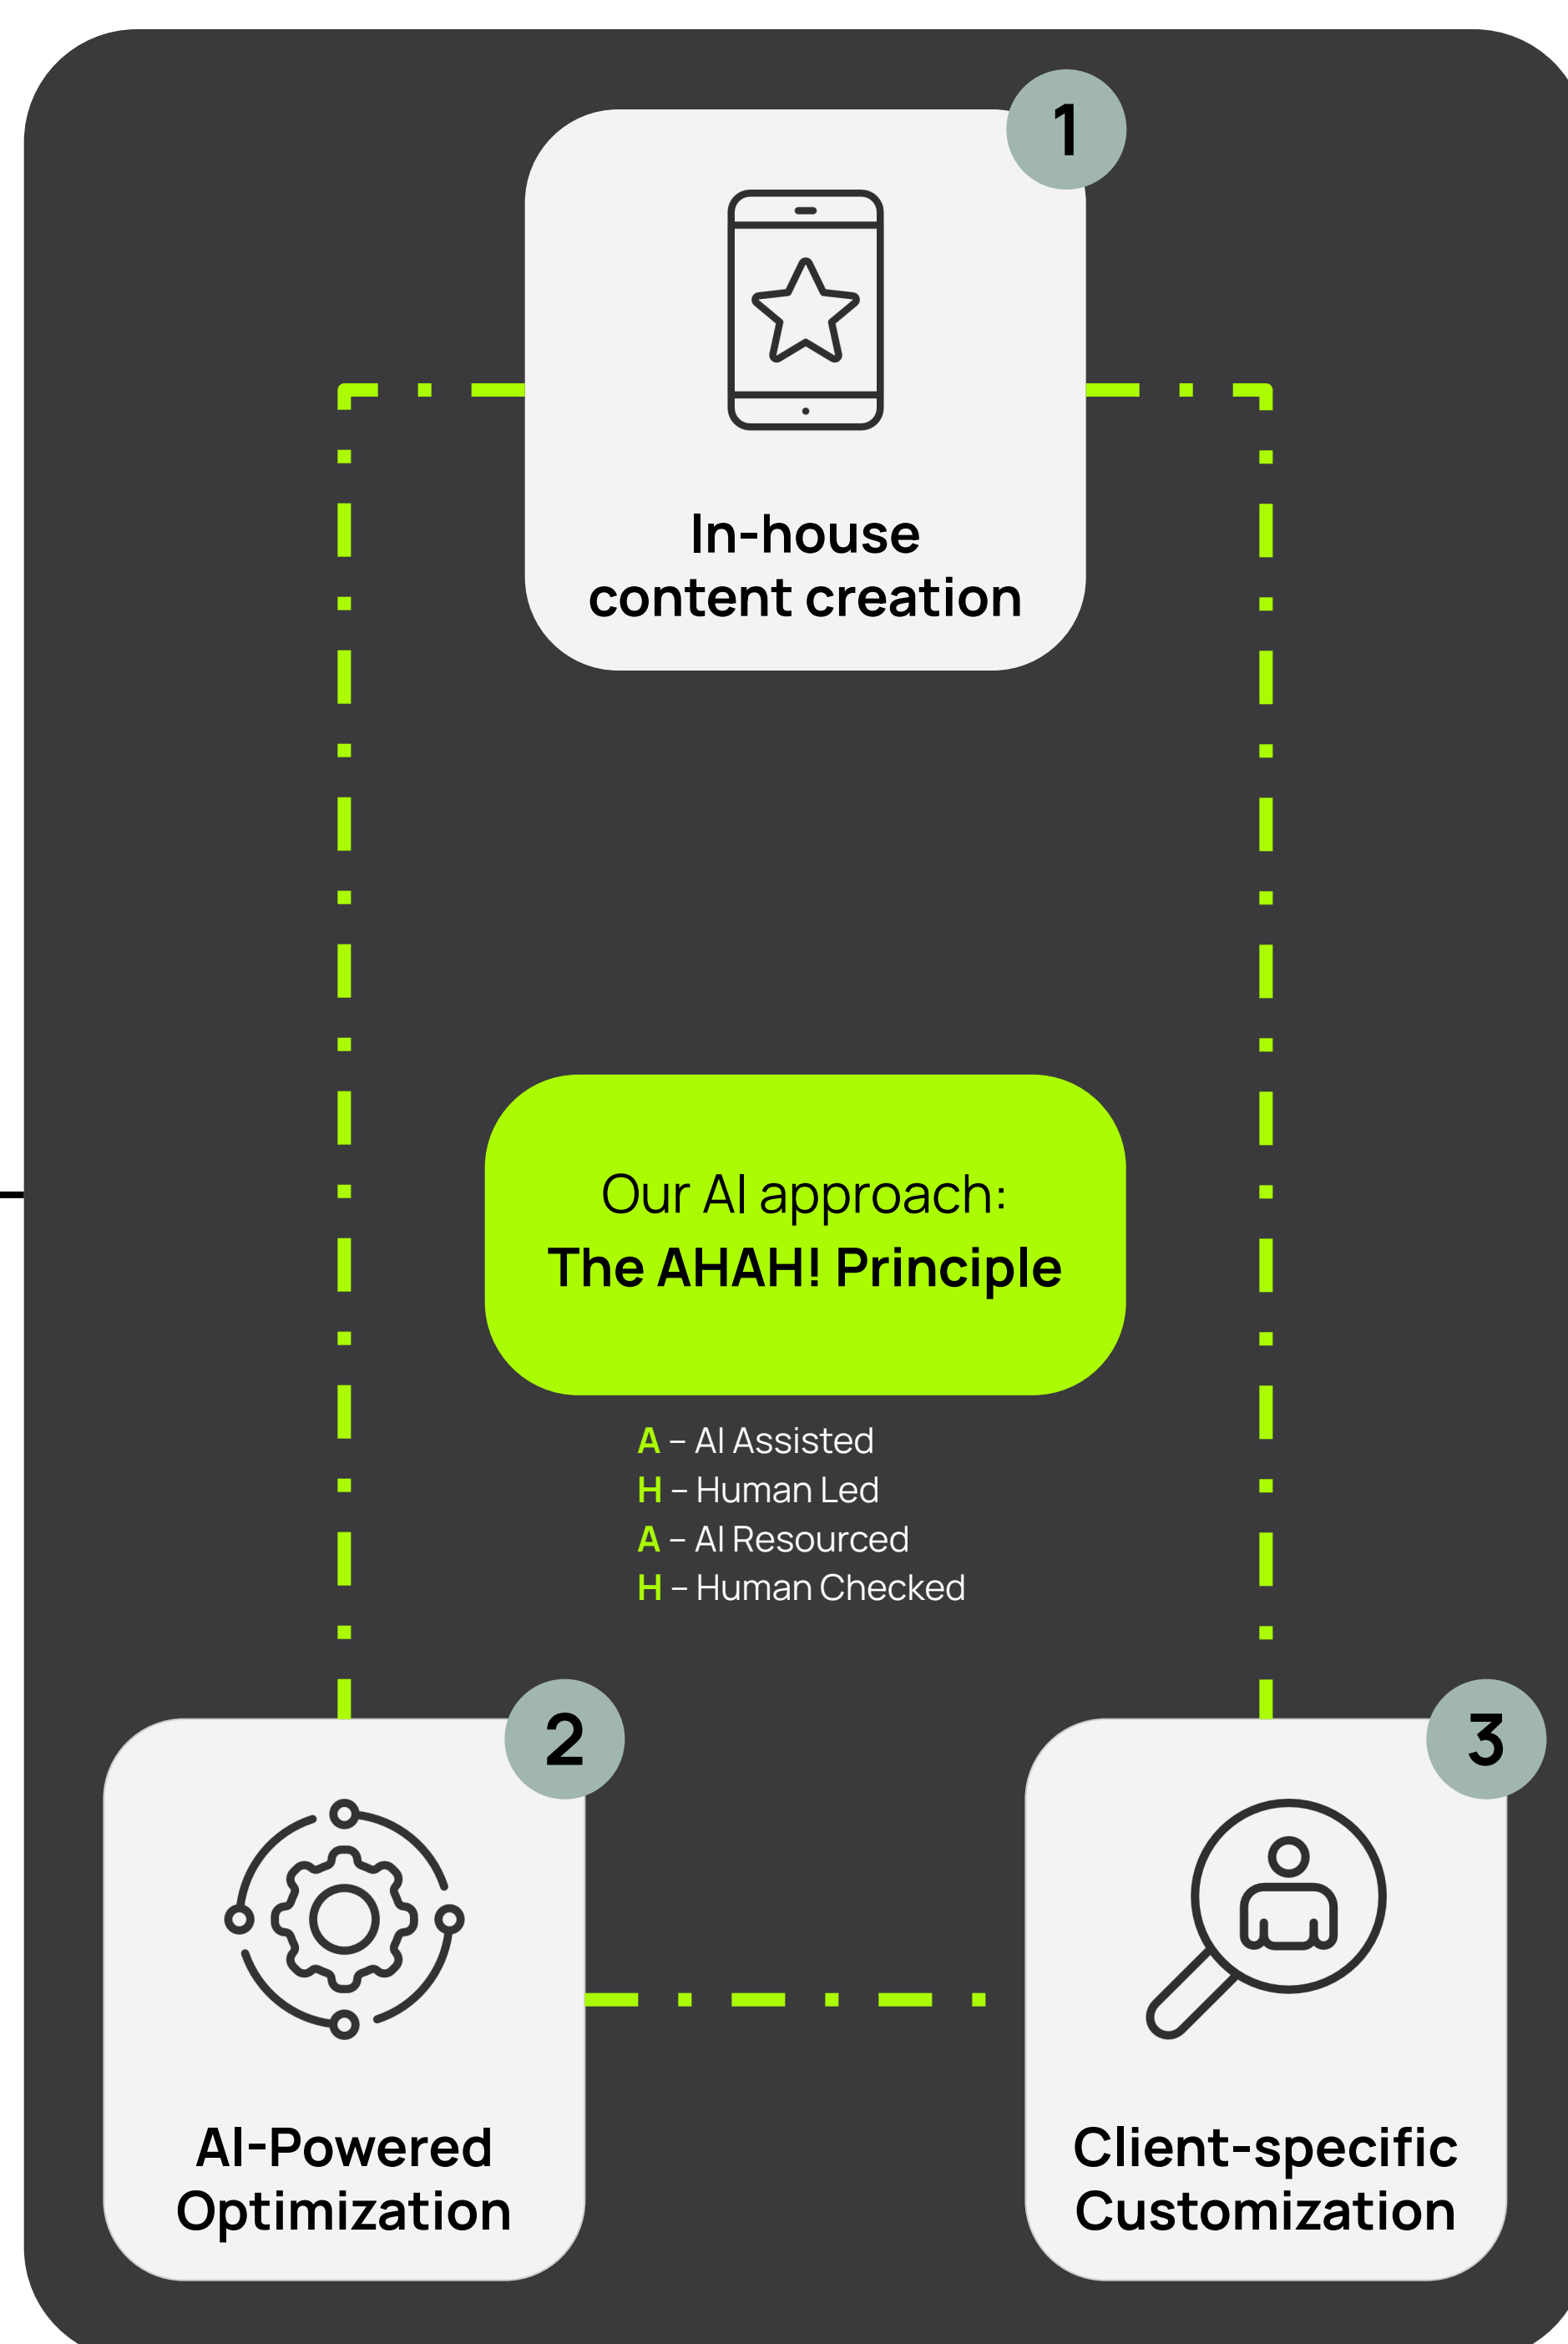 1
In-house
content creation
Our AI approach:
The AHAH! Principle
A – AI Assisted
H – Human Led
A – AI Resourced
H – Human Checked
2
AI-Powered
Optimization
3
Client-specific
Customization